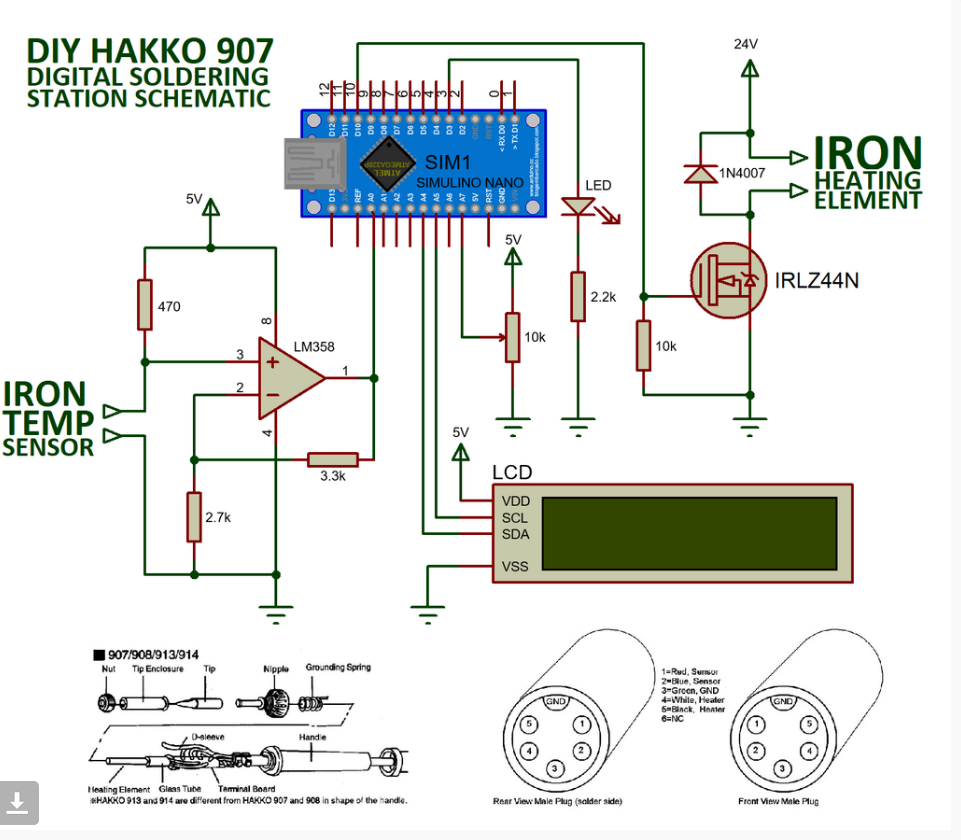 DIY HAKKO 907
DIGITAL SOLDERING
STATION SCHEMATIC
12
11
10
9
8
7
6
5
4
3
2
0
1
D12
D11
D10
D9
D8
D7
D6
D5
D4
D3
D2
GND
RST
< RX D0
> TX D1
ATMEL
SIM1
SIMULINO NANO
D13
REF
A0
A1
A2
A3
A4
A5
A6
A7
5V
RST
GND
24V
1N4007
IRON
HEATING
ELEMENT
IRLZ44N
LED
2.2k
10k
5V
10k
5V
470
8
LM358
3
2
1
4
IRON
TEMP
SENSOR
3.3k
2.7k
5V
LCD
VDD
SCL
SDA
VSS
907/908/913/914
Nut Tip Enclosure Tip Nipple Grounding Spring
D-sleeve Handle
Heating Element Glass Tube Terminal Board
※HAKKO 913 and 914 are different from HAKKO 907 and 908 in shape of the handle.
GND
5 1
4 2
3
Rear View Male Plug (solder side)
1=Red, Sensor
2=Blue, Sensor
3=Green, GND
4=White, Heater
5=Black, Heater
6=NC
GND
1 5
2 4
3
Front View Male Plug